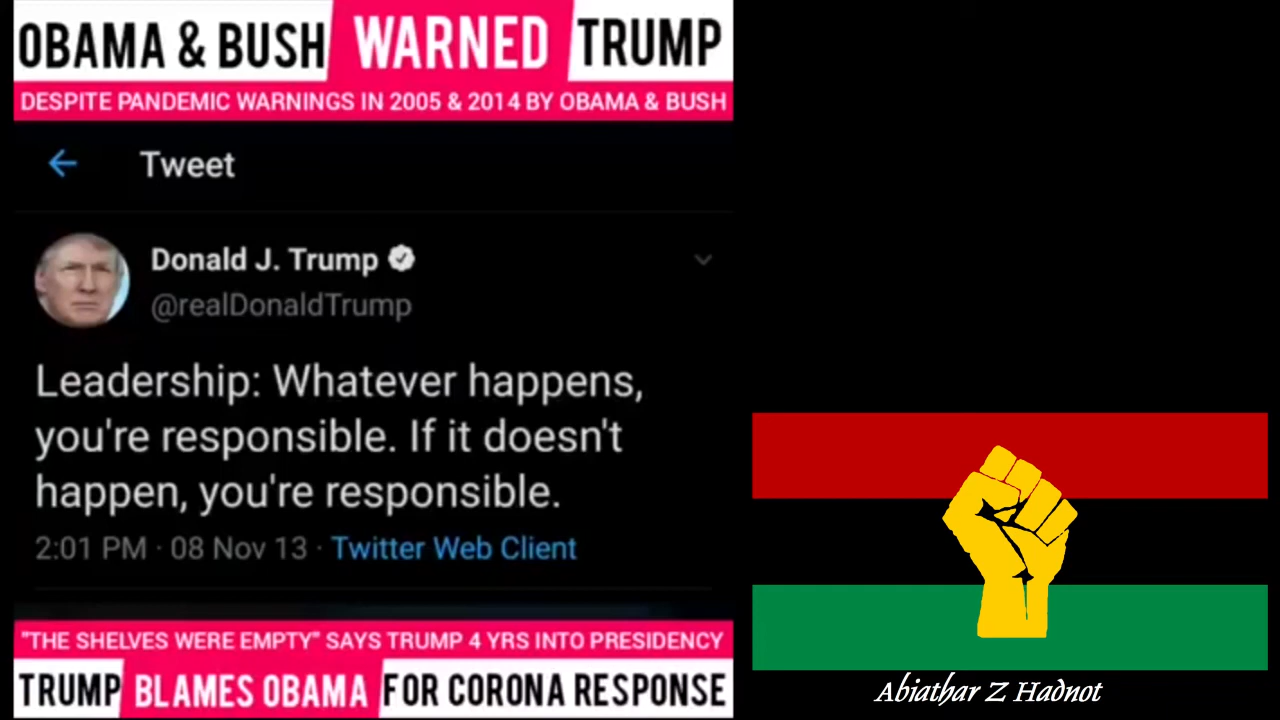 OBAMA & BUSH WARNED TRUMP
DESPITE PANDEMIC WARNINGS IN 2005 & 2014 BY OBAMA & BUSH
Tweet
Donald J. Trump
@realDonaldTrump
Leadership: Whatever happens,
you're responsible. If it doesn't
happen, you're responsible.
2:01 PM · 08 Nov 13 · Twitter Web Client
"THE SHELVES WERE EMPTY" SAYS TRUMP 4 YRS INTO PRESIDENCY
TRUMP BLAMES OBAMA FOR CORONA RESPONSE
Abiathar Z Hadnot